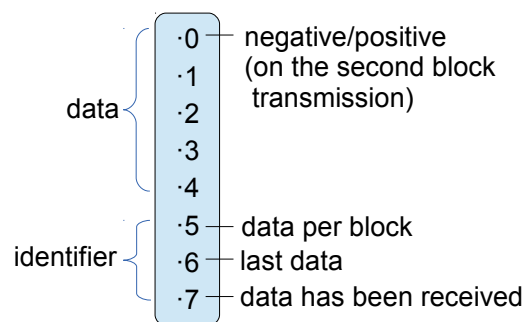 ·0 negative/positive
(on the second block
transmission)
·1
data
·2
·3
·4
·5 data per block
identifier
·6 last data
·7 data has been received